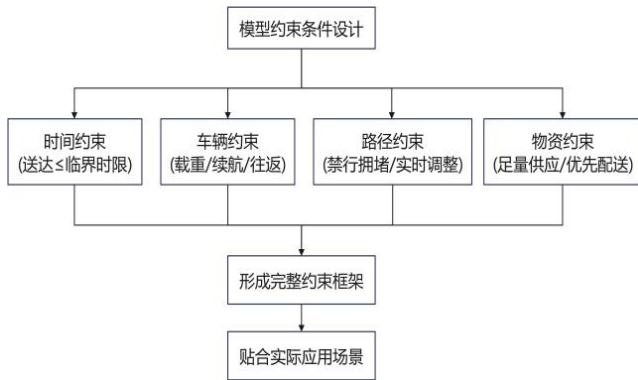 模型约束条件设计
时间约束
(送达≤临界时限)
车辆约束
(载重/续航/往返)
路径约束
(禁行拥堵/实时调整)
物资约束
(足量供应/优先配送)
形成完整约束框架
贴合实际应用场景